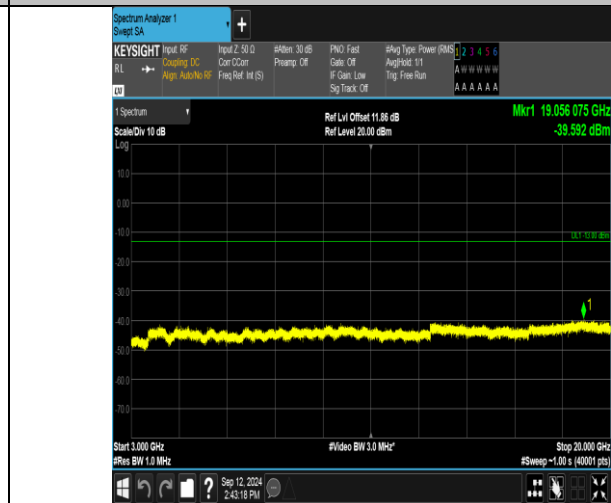 Spectrum Analyzer 1
Swept SA
+
KEYSIGHT Input: RF Input Z: 50 Ω #Atten: 30 dB PNO: Fast #Avg Type: Power (RMS 1 2 3 4 5 6
RL Coupling: DC Corr CCorr Preamp: Off Gate: Off Avg|Hold: 1/1 A W W W W W
Align: Auto/No RF Freq Ref: Int (S) IF Gain: Low Trig: Free Run
LXI Sig Track: Off A A A A A A
1 Spectrum Ref Lvl Offset 11.86 dB Mkr1 19.056 075 GHz
Scale/Div 10 dB Ref Level 20.00 dBm -39.592 dBm
Log
10.0
0.00
-10.0
DL1 -13.00 dBm
-20.0
-30.0
1
-40.0
-50.0
-60.0
-70.0
Start 3.000 GHz #Video BW 3.0 MHz* Stop 20.000 GHz
#Res BW 1.0 MHz #Sweep ~1.00 s (40001 pts)
? Sep 12, 2024
2:43:18 PM